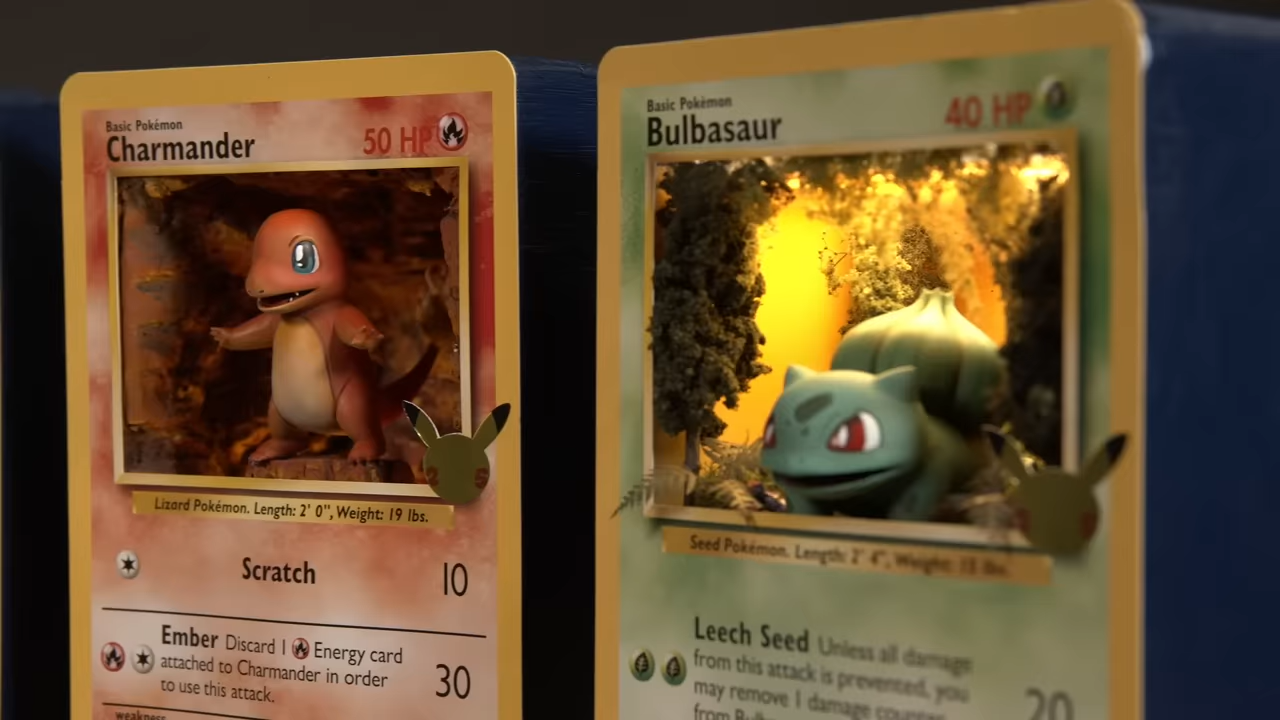 Basic Pokémon
Charmander
50 HP
Lizard Pokémon. Length: 2' 0", Weight: 19 lbs.
Scratch
10
Ember Discard 1 Energy card
attached to Charmander in order
to use this attack.
30
weakness
Basic Pokémon
Bulbasaur
40 HP
Seed Pokémon. Length: 2' 4", Weight: 15 lbs.
Leech Seed Unless all damage
from this attack is prevented, you
may remove 1 damage counter
from
20